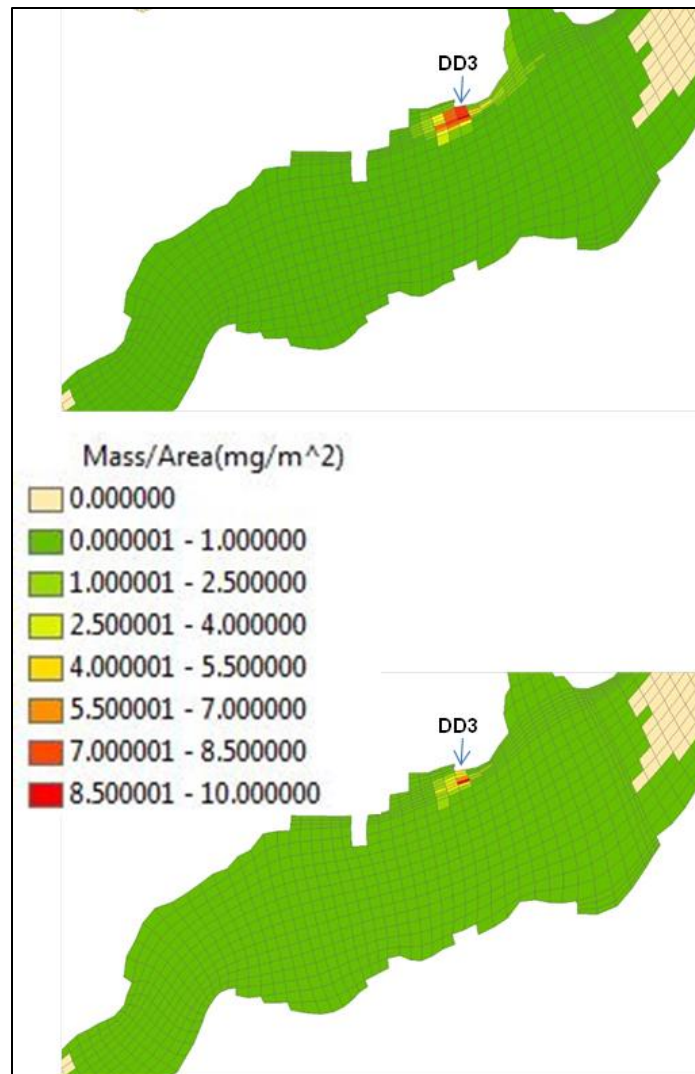 DD3
Mass/Area(mg/m^2)
0.000000
0.000001 - 1.000000
1.000001 - 2.500000
2.500001 - 4.000000
4.000001 - 5.500000
5.500001 - 7.000000
7.000001 - 8.500000
8.500001 - 10.000000
DD3